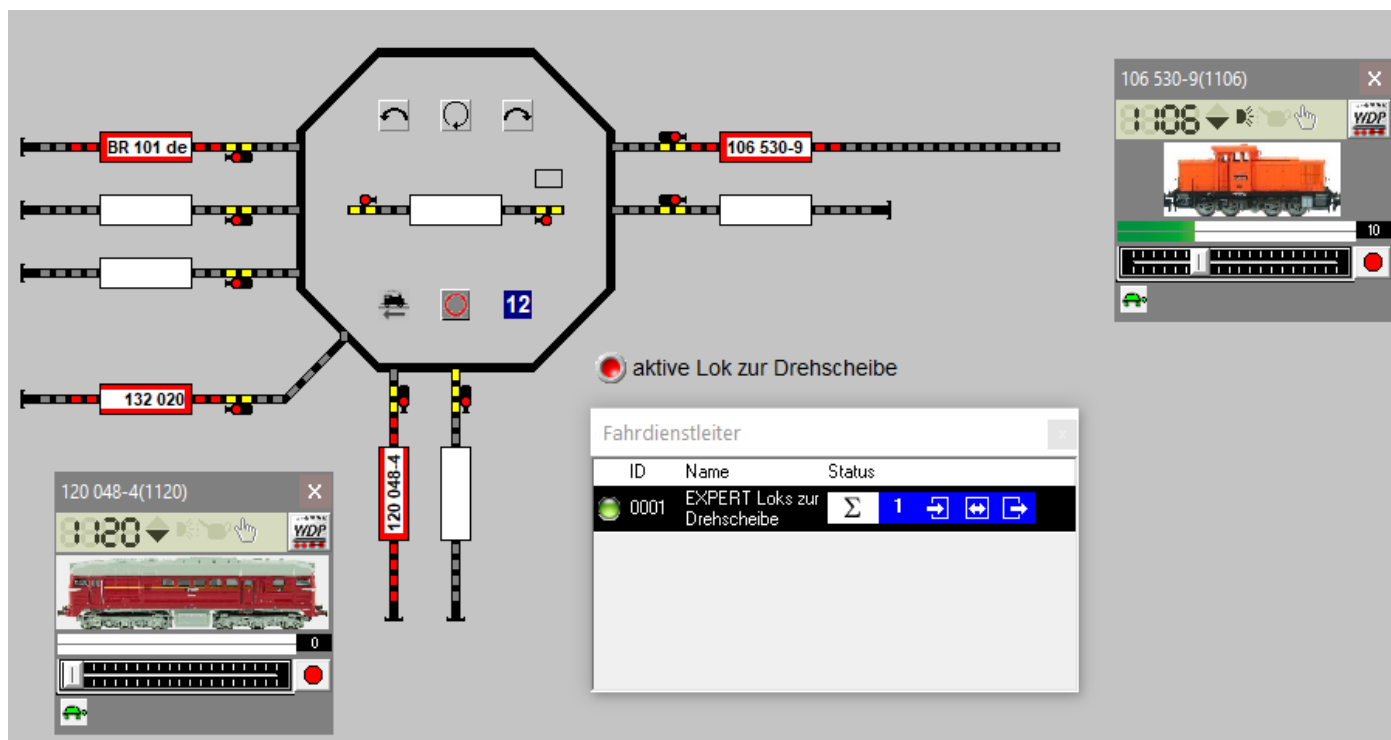 106 530-9(1106)
1106
WDP
10
BR 101 de
106 530-9
12
132 020
aktive Lok zur Drehscheibe
Fahrdienstleiter
ID Name Status
0001 EXPERT Loks zur
Drehscheibe Σ 1
120 048-4
120 048-4(1120)
1120
WDP
0